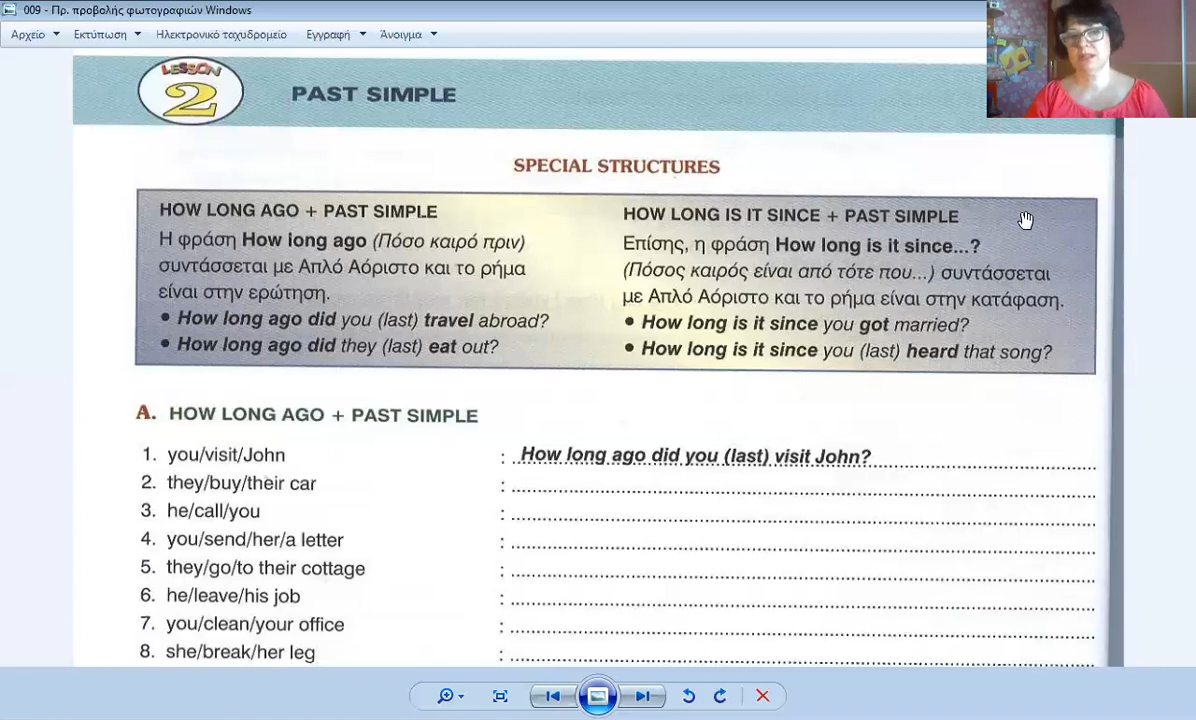 009 - Πρ. προβολής φωτογραφιών Windows
Αρχείο Εκτύπωση Ηλεκτρονικό ταχυδρομείο Εγγραφή Άνοιγμα
LESSON
2
PAST SIMPLE
SPECIAL STRUCTURES
HOW LONG AGO + PAST SIMPLE
Η φράση How long ago (Πόσο καιρό πριν)
συντάσσεται με Απλό Αόριστο και το ρήμα
είναι στην ερώτηση.
• How long ago did you (last) travel abroad?
• How long ago did they (last) eat out?
HOW LONG IS IT SINCE + PAST SIMPLE
Επίσης, η φράση How long is it since...?
(Πόσος καιρός είναι από τότε που...) συντάσσεται
με Απλό Αόριστο και το ρήμα είναι στην κατάφαση.
• How long is it since you got married?
• How long is it since you (last) heard that song?
A. HOW LONG AGO + PAST SIMPLE
1. you/visit/John : How long ago did you (last) visit John?
2. they/buy/their car :
3. he/call/you :
4. you/send/her/a letter :
5. they/go/to their cottage :
6. he/leave/his job :
7. you/clean/your office :
8. she/break/her leg :